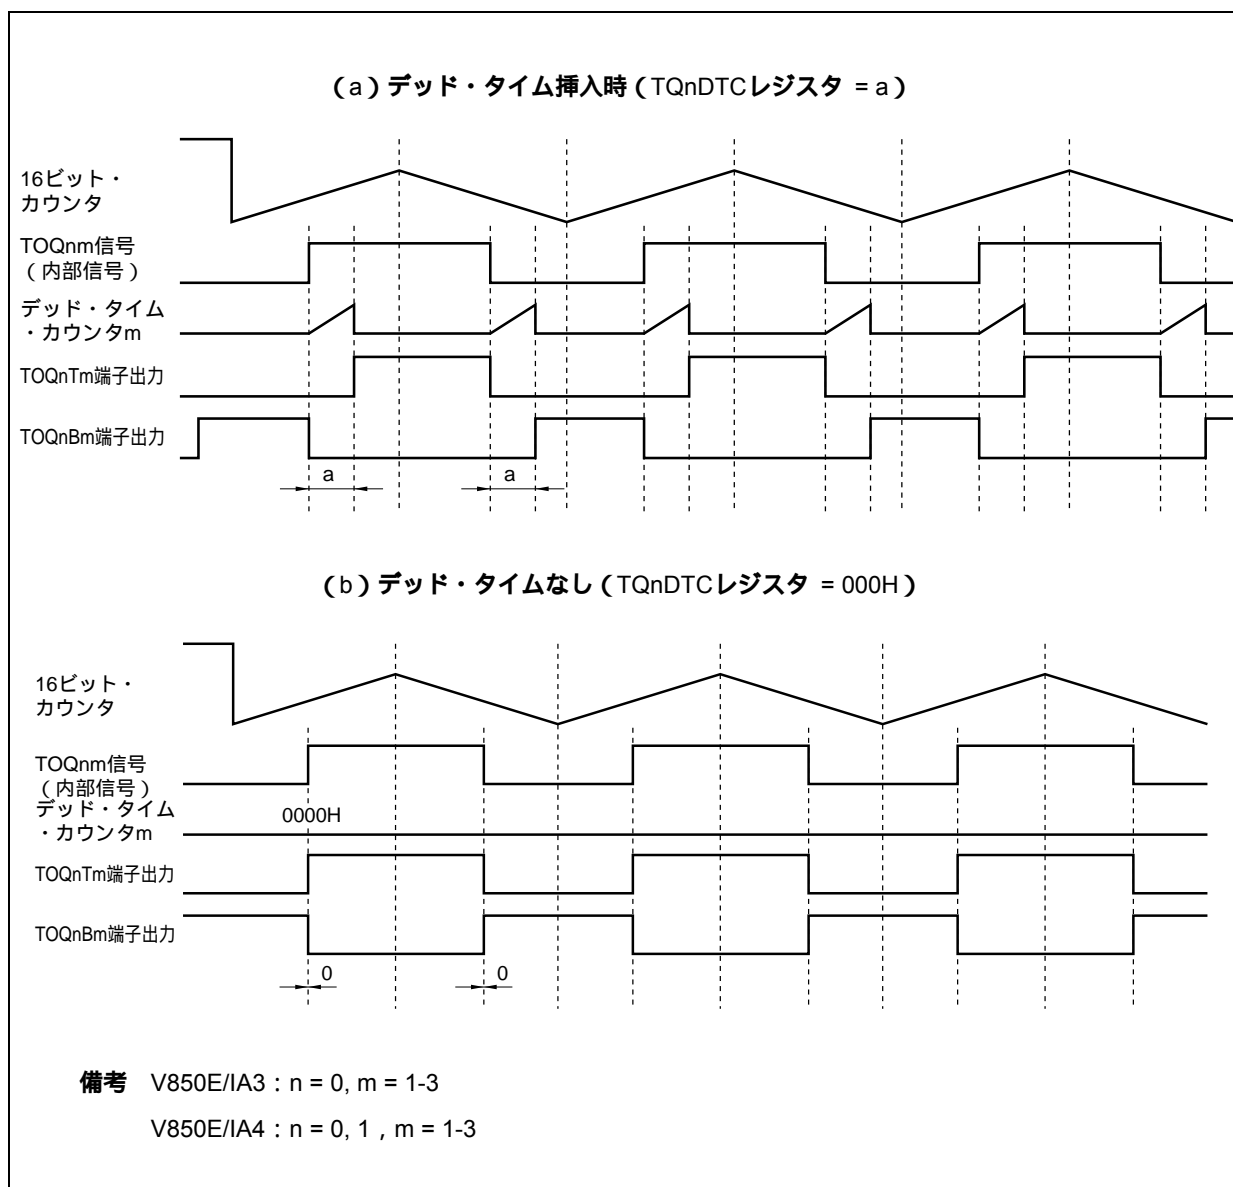 （a）デッド・タイム挿入時（TQnDTCレジスタ = a）
16ビット・
カウンタ
TOQnm信号
（内部信号）
デッド・タイム
・カウンタm
TOQnTm端子出力
TOQnBm端子出力
a
a
（b）デッド・タイムなし（TQnDTCレジスタ = 000H）
16ビット・
カウンタ
TOQnm信号
（内部信号）
デッド・タイム
・カウンタm
0000H
TOQnTm端子出力
TOQnBm端子出力
0
0
備考 V850E/IA3 : n = 0, m = 1-3
V850E/IA4 : n = 0, 1 , m = 1-3